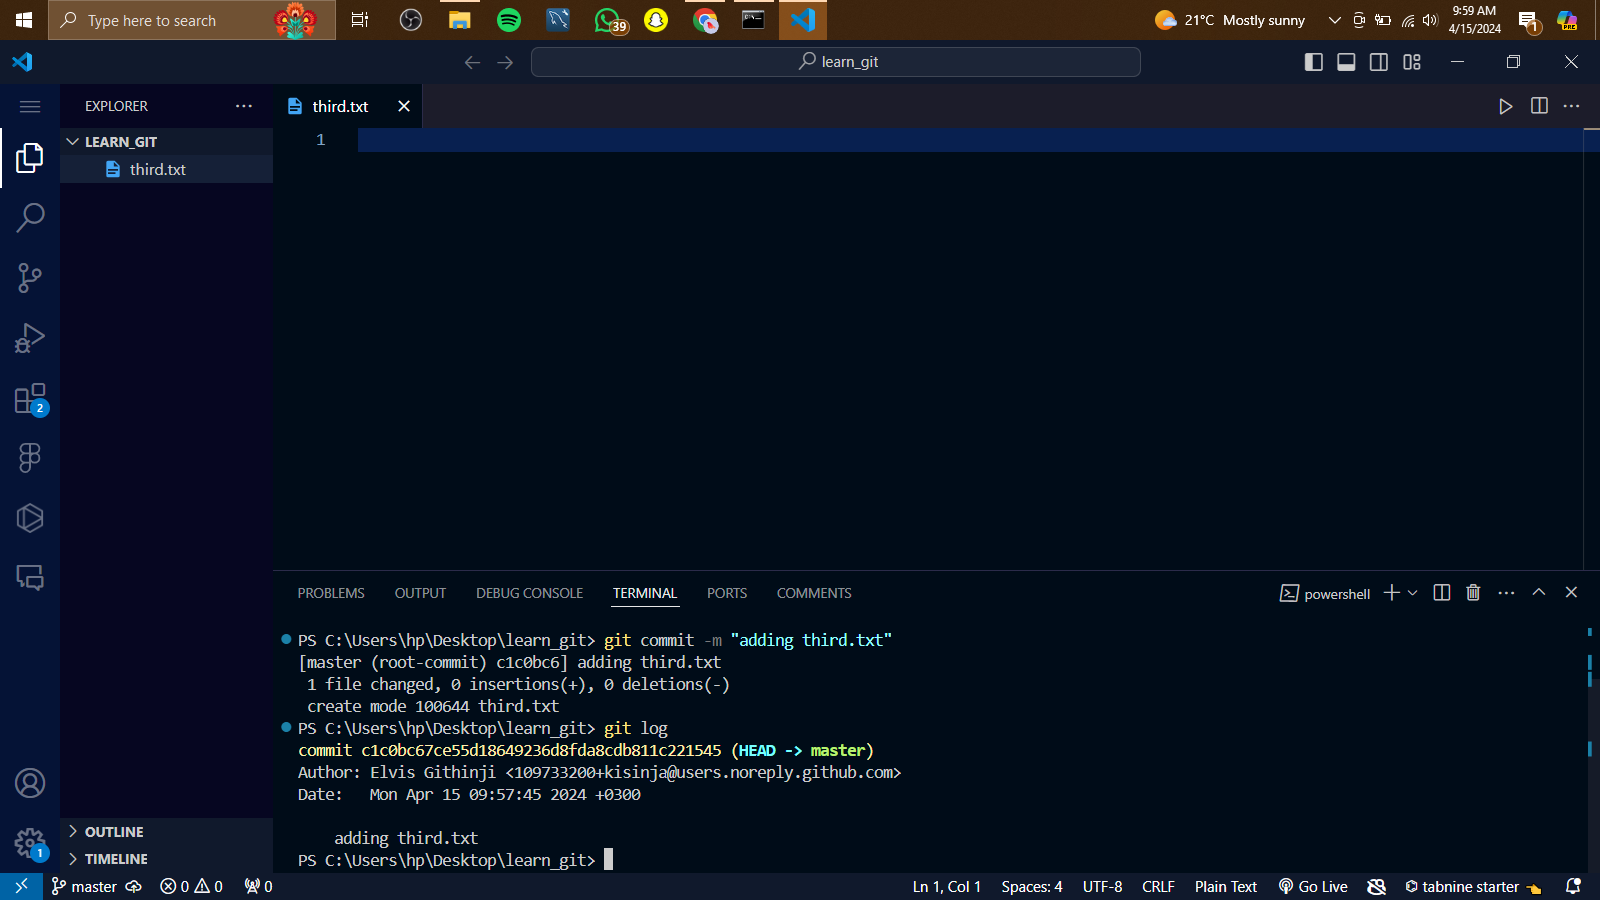 Type here to search
39
21°C Mostly sunny
9:59 AM
4/15/2024
1
PRE
learn_git
EXPLORER
third.txt
LEARN_GIT
third.txt
1
2
PROBLEMS OUTPUT DEBUG CONSOLE TERMINAL PORTS COMMENTS
powershell
PS C:\Users\hp\Desktop\learn_git> git commit -m "adding third.txt"
[master (root-commit) c1c0bc6] adding third.txt
1 file changed, 0 insertions(+), 0 deletions(-)
create mode 100644 third.txt
PS C:\Users\hp\Desktop\learn_git> git log
commit c1c0bc67ce55d18649236d8fda8cdb811c221545 (HEAD -> master)
Author: Elvis Githinji <109733200+kisinja@users.noreply.github.com>
Date:   Mon Apr 15 09:57:45 2024 +0300
adding third.txt
PS C:\Users\hp\Desktop\learn_git>
OUTLINE
1
TIMELINE
master 0 0 0 Ln 1, Col 1 Spaces: 4 UTF-8 CRLF Plain Text Go Live tabnine starter